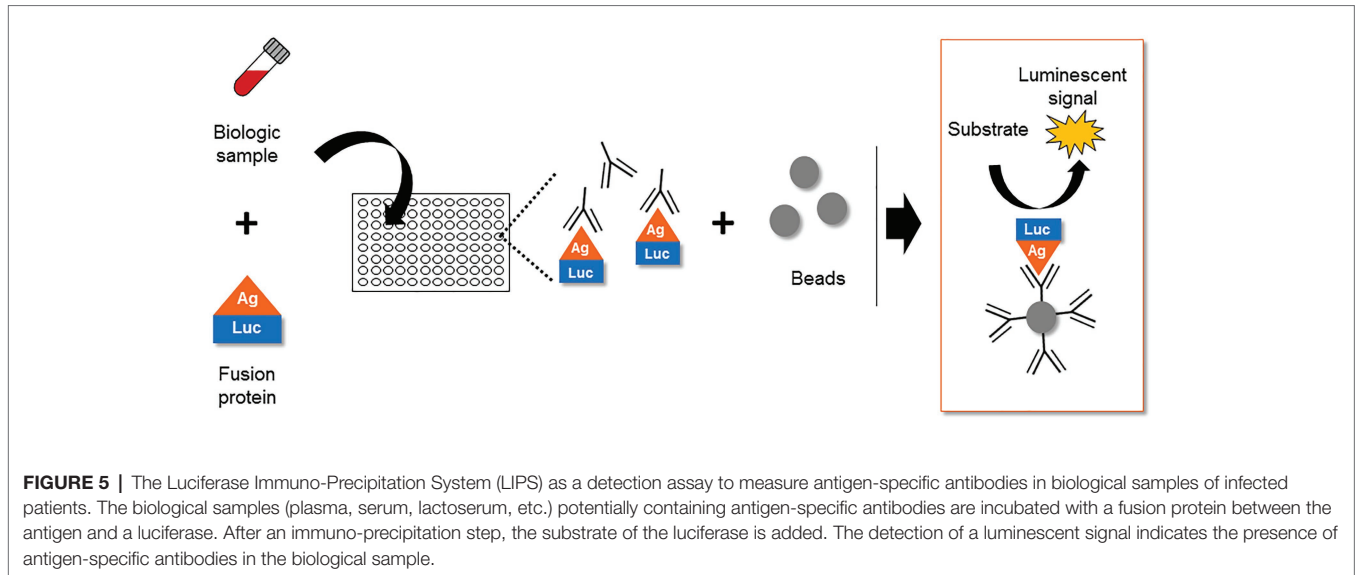 Biologic
sample
+
Ag
Luc
Fusion
protein
Ag
Luc
Ag
Luc
+
Beads
Luminescent
signal
Substrate
Luc
Ag
FIGURE 5 | The Luciferase Immuno-Precipitation System (LIPS) as a detection assay to measure antigen-specific antibodies in biological samples of infected
patients. The biological samples (plasma, serum, lactoserum, etc.) potentially containing antigen-specific antibodies are incubated with a fusion protein between the
antigen and a luciferase. After an immuno-precipitation step, the substrate of the luciferase is added. The detection of a luminescent signal indicates the presence of
antigen-specific antibodies in the biological sample.